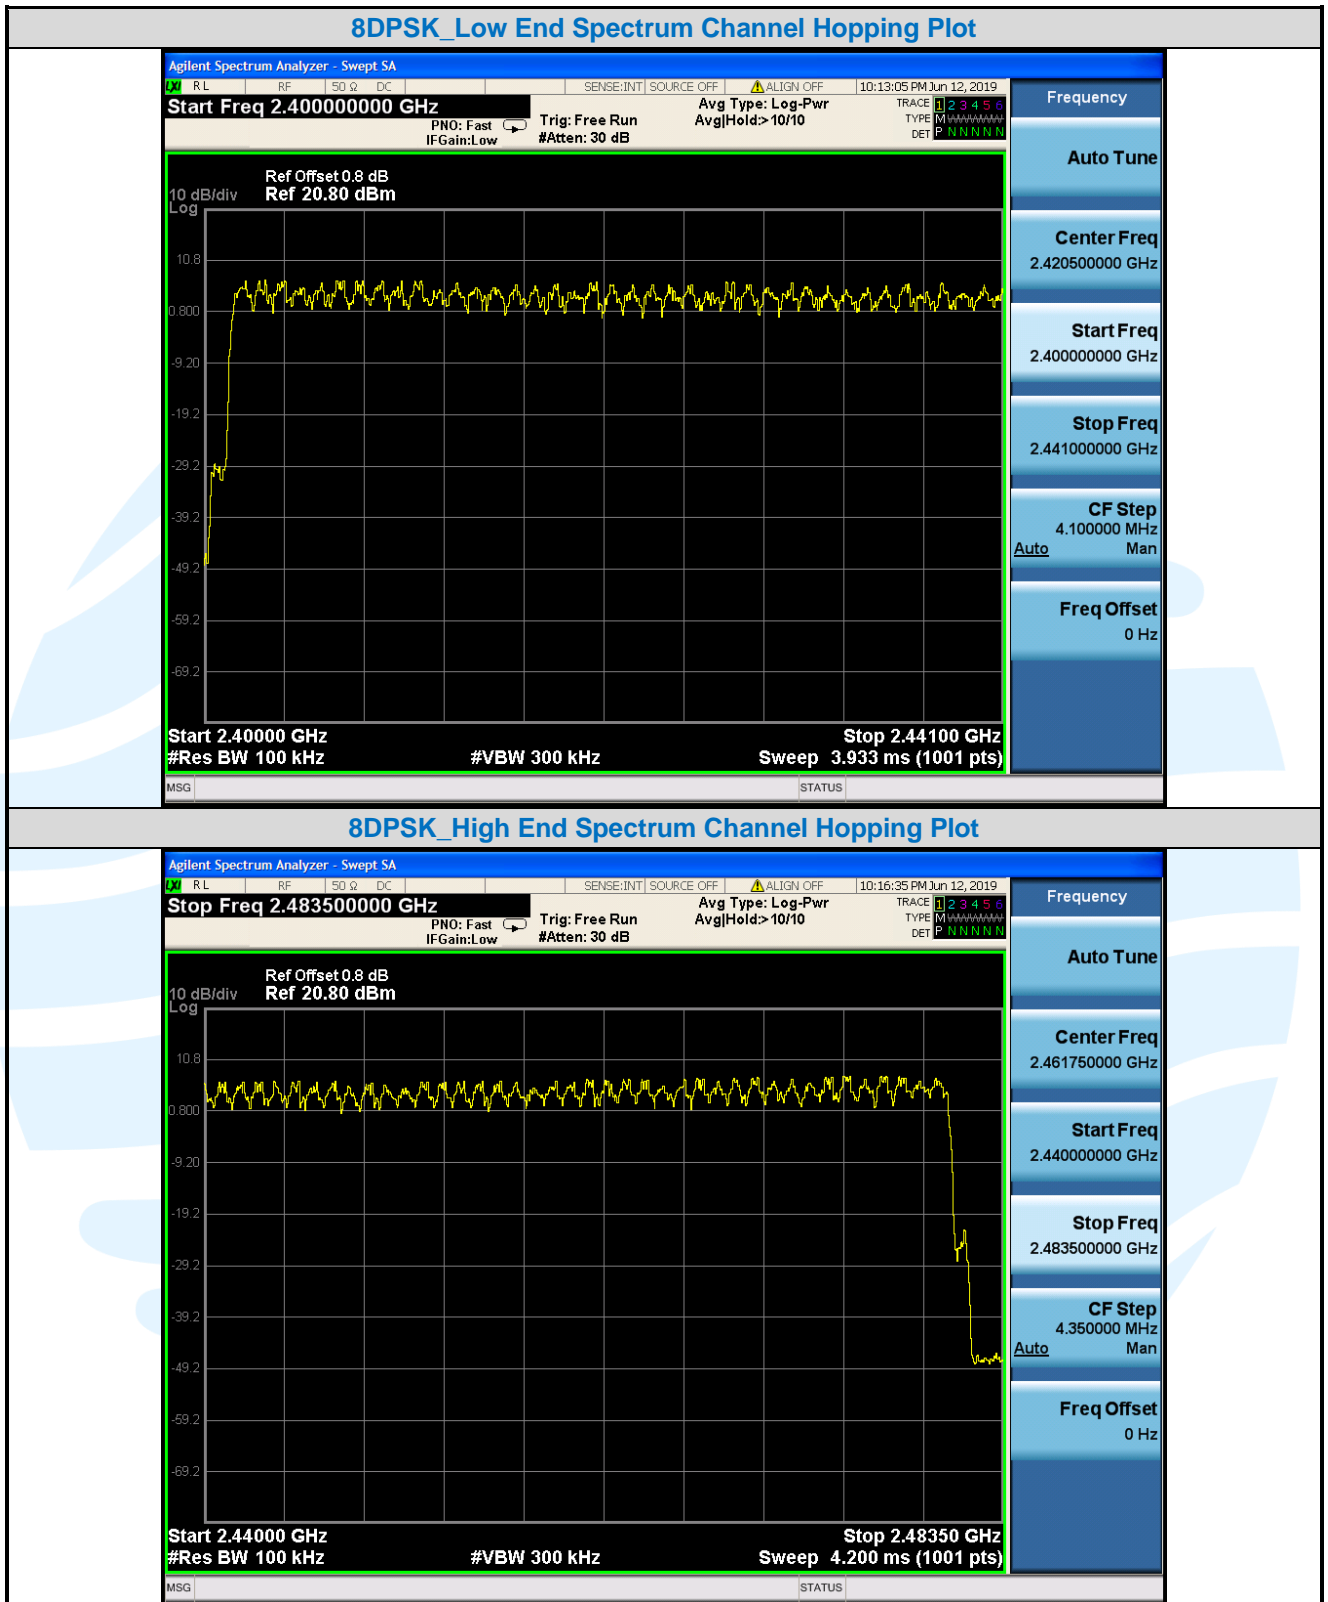 8DPSK_Low End Spectrum Channel Hopping Plot
Agilent Spectrum Analyzer - Swept SA
LXI RL RF 50 Ω DC SENSE:INT SOURCE OFF ALIGN OFF 10:13:05 PM Jun 12, 2019
Start Freq 2.400000000 GHz
PNO: Fast
IFGain:Low
Trig: Free Run
#Atten: 30 dB
Avg Type: Log-Pwr
Avg|Hold:>10/10
TRACE 1 2 3 4 5 6
TYPE M WWWWW
DET P N N N N N
Frequency
Auto Tune
Ref Offset 0.8 dB
10 dB/div Ref 20.80 dBm
Log
10.8
0.800
-9.20
-19.2
-29.2
-39.2
-49.2
-59.2
-69.2
Center Freq
2.420500000 GHz
Start Freq
2.400000000 GHz
Stop Freq
2.441000000 GHz
CF Step
4.100000 MHz
Auto Man
Freq Offset
0 Hz
Start 2.40000 GHz Stop 2.44100 GHz
#Res BW 100 kHz #VBW 300 kHz Sweep 3.933 ms (1001 pts)
MSG STATUS
8DPSK_High End Spectrum Channel Hopping Plot
Agilent Spectrum Analyzer - Swept SA
LXI RL RF 50 Ω DC SENSE:INT SOURCE OFF ALIGN OFF 10:16:35 PM Jun 12, 2019
Stop Freq 2.483500000 GHz
PNO: Fast
IFGain:Low
Trig: Free Run
#Atten: 30 dB
Avg Type: Log-Pwr
Avg|Hold:>10/10
TRACE 1 2 3 4 5 6
TYPE M WWWWW
DET P N N N N N
Frequency
Auto Tune
Ref Offset 0.8 dB
10 dB/div Ref 20.80 dBm
Log
10.8
0.800
-9.20
-19.2
-29.2
-39.2
-49.2
-59.2
-69.2
Center Freq
2.461750000 GHz
Start Freq
2.440000000 GHz
Stop Freq
2.483500000 GHz
CF Step
4.350000 MHz
Auto Man
Freq Offset
0 Hz
Start 2.44000 GHz Stop 2.48350 GHz
#Res BW 100 kHz #VBW 300 kHz Sweep 4.200 ms (1001 pts)
MSG STATUS